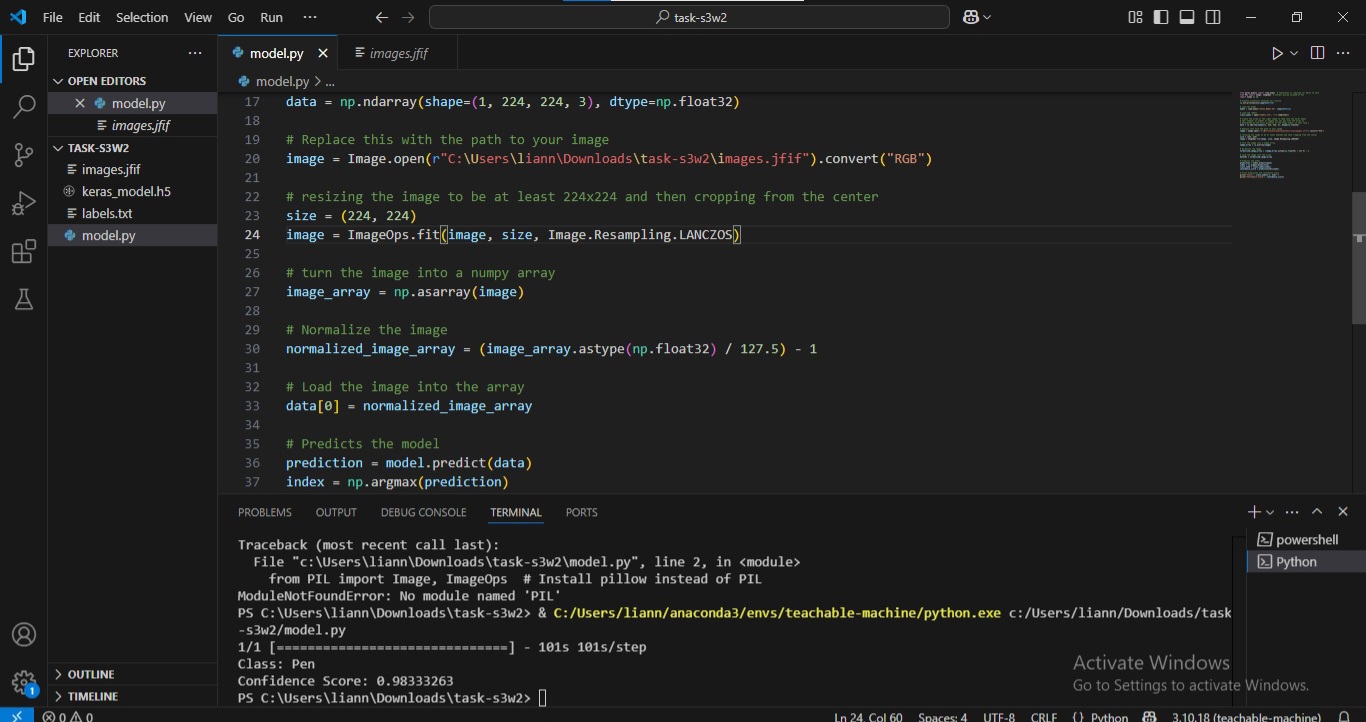 File Edit Selection View Go Run ··· task-s3w2
EXPLORER ···
OPEN EDITORS
model.py
images.jfif
TASK-S3W2
images.jfif
keras_model.h5
labels.txt
model.py
OUTLINE
TIMELINE
1
model.py images.jfif ···
model.py > ...
17 data = np.ndarray(shape=(1, 224, 224, 3), dtype=np.float32)
18
19 # Replace this with the path to your image
20 image = Image.open(r"C:\Users\liann\Downloads\task-s3w2\images.jfif").convert("RGB")
21
22 # resizing the image to be at least 224x224 and then cropping from the center
23 size = (224, 224)
24 image = ImageOps.fit(image, size, Image.Resampling.LANCZOS)
25
26 # turn the image into a numpy array
27 image_array = np.asarray(image)
28
29 # Normalize the image
30 normalized_image_array = (image_array.astype(np.float32) / 127.5) - 1
31
32 # Load the image into the array
33 data[0] = normalized_image_array
34
35 # Predicts the model
36 prediction = model.predict(data)
37 index = np.argmax(prediction)
PROBLEMS OUTPUT DEBUG CONSOLE TERMINAL PORTS ···
Traceback (most recent call last):
File "c:\Users\liann\Downloads\task-s3w2\model.py", line 2, in <module>
from PIL import Image, ImageOps # Install pillow instead of PIL
ModuleNotFoundError: No module named 'PIL'
PS C:\Users\liann\Downloads\task-s3w2> & C:/Users/liann/anaconda3/envs/teachable-machine/python.exe c:/Users/liann/Downloads/task
-s3w2/model.py
1/1 [==============================] - 101s 101s/step
Class: Pen
Confidence Score: 0.98333263
PS C:\Users\liann\Downloads\task-s3w2>
powershell
Python
Activate Windows
Go to Settings to activate Windows.
0 0 Ln 24, Col 60 Spaces: 4 UTF-8 CRLF {} Python 3.10.18 (teachable-machine)